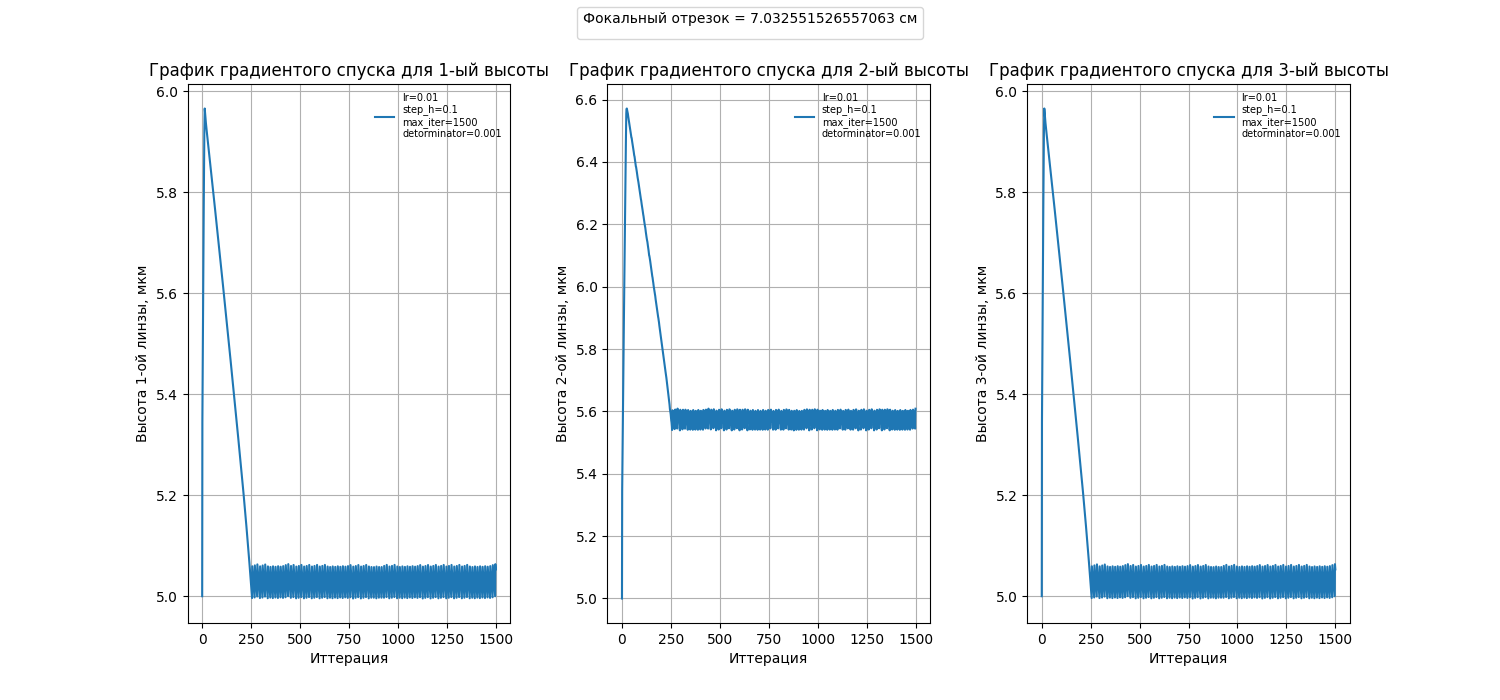 Фокальный отрезок = 7.032551526557063 см
График градиентого спуска для 1-ый высоты
График градиентого спуска для 2-ый высоты
График градиентого спуска для 3-ый высоты
lr=0.01
step_h=0.1
max_iter=1500
detorminator=0.001
lr=0.01
step_h=0.1
max_iter=1500
detorminator=0.001
lr=0.01
step_h=0.1
max_iter=1500
detorminator=0.001
Высота 1-ой линзы, мкм
6.0
5.8
5.6
5.4
5.2
5.0
0 250 500 750 1000 1250 1500
Иттерация
Высота 2-ой линзы, мкм
6.6
6.4
6.2
6.0
5.8
5.6
5.4
5.2
5.0
0 250 500 750 1000 1250 1500
Иттерация
Высота 3-ой линзы, мкм
6.0
5.8
5.6
5.4
5.2
5.0
0 250 500 750 1000 1250 1500
Иттерация